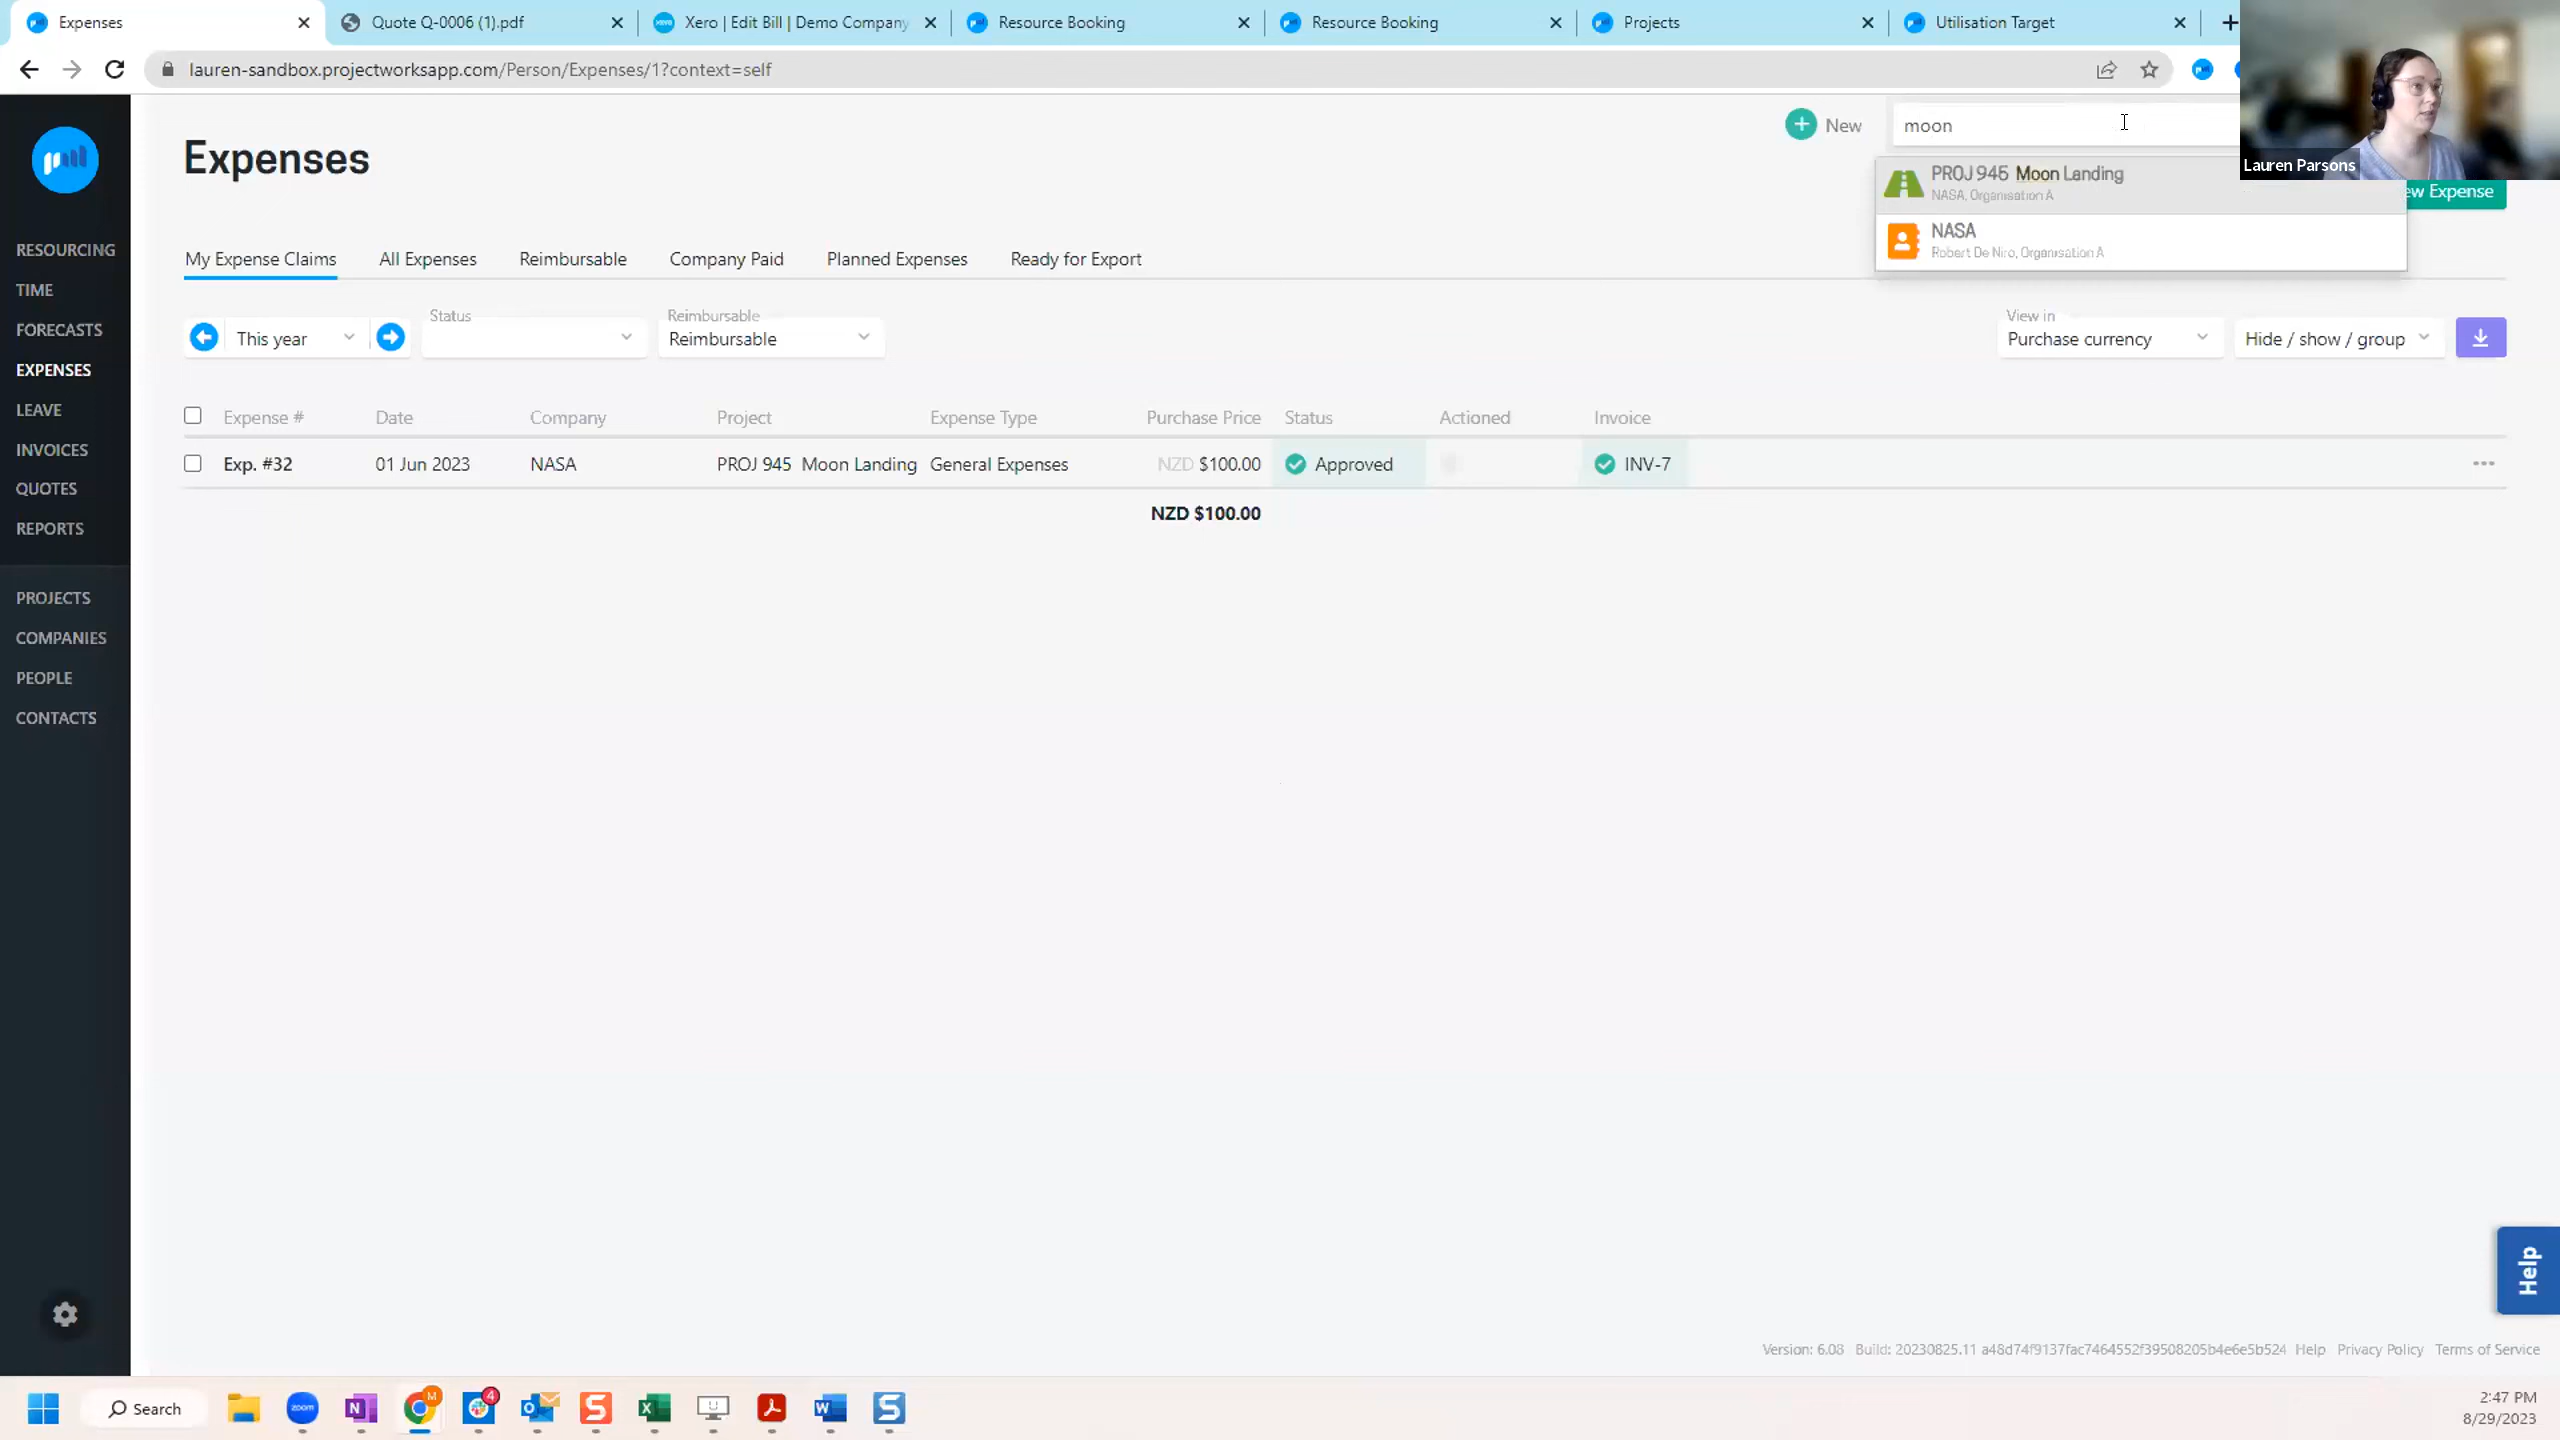 Expenses
Quote Q-0006 (1).pdf
Xero | Edit Bill | Demo Company
Resource Booking
Resource Booking
Projects
Utilisation Target
lauren-sandbox.projectworksapp.com/Person/Expenses/1?context=self
Lauren Parsons
Expenses
New
moon
PROJ 945 Moon Landing
NASA, Organisation A
NASA
Robert De Niro, Organisation A
ew Expense
RESOURCING
TIME
FORECASTS
EXPENSES
LEAVE
INVOICES
QUOTES
REPORTS
PROJECTS
COMPANIES
PEOPLE
CONTACTS
My Expense Claims All Expenses Reimbursable Company Paid Planned Expenses Ready for Export
This year
Status
Reimbursable
Reimbursable
View in
Purchase currency
Hide / show / group
Expense # Date Company Project Expense Type Purchase Price Status Actioned Invoice
Exp. #32 01 Jun 2023 NASA PROJ 945 Moon Landing General Expenses NZD $100.00 Approved INV-7
NZD $100.00
Help
Version: 6.08 Build: 20230825.11 a48d74f9137fac7464552f39508205b4e6e5b524 Help Privacy Policy Terms of Service
Search
zoom
N
M
4
S
X
W
S
2:47 PM
8/29/2023